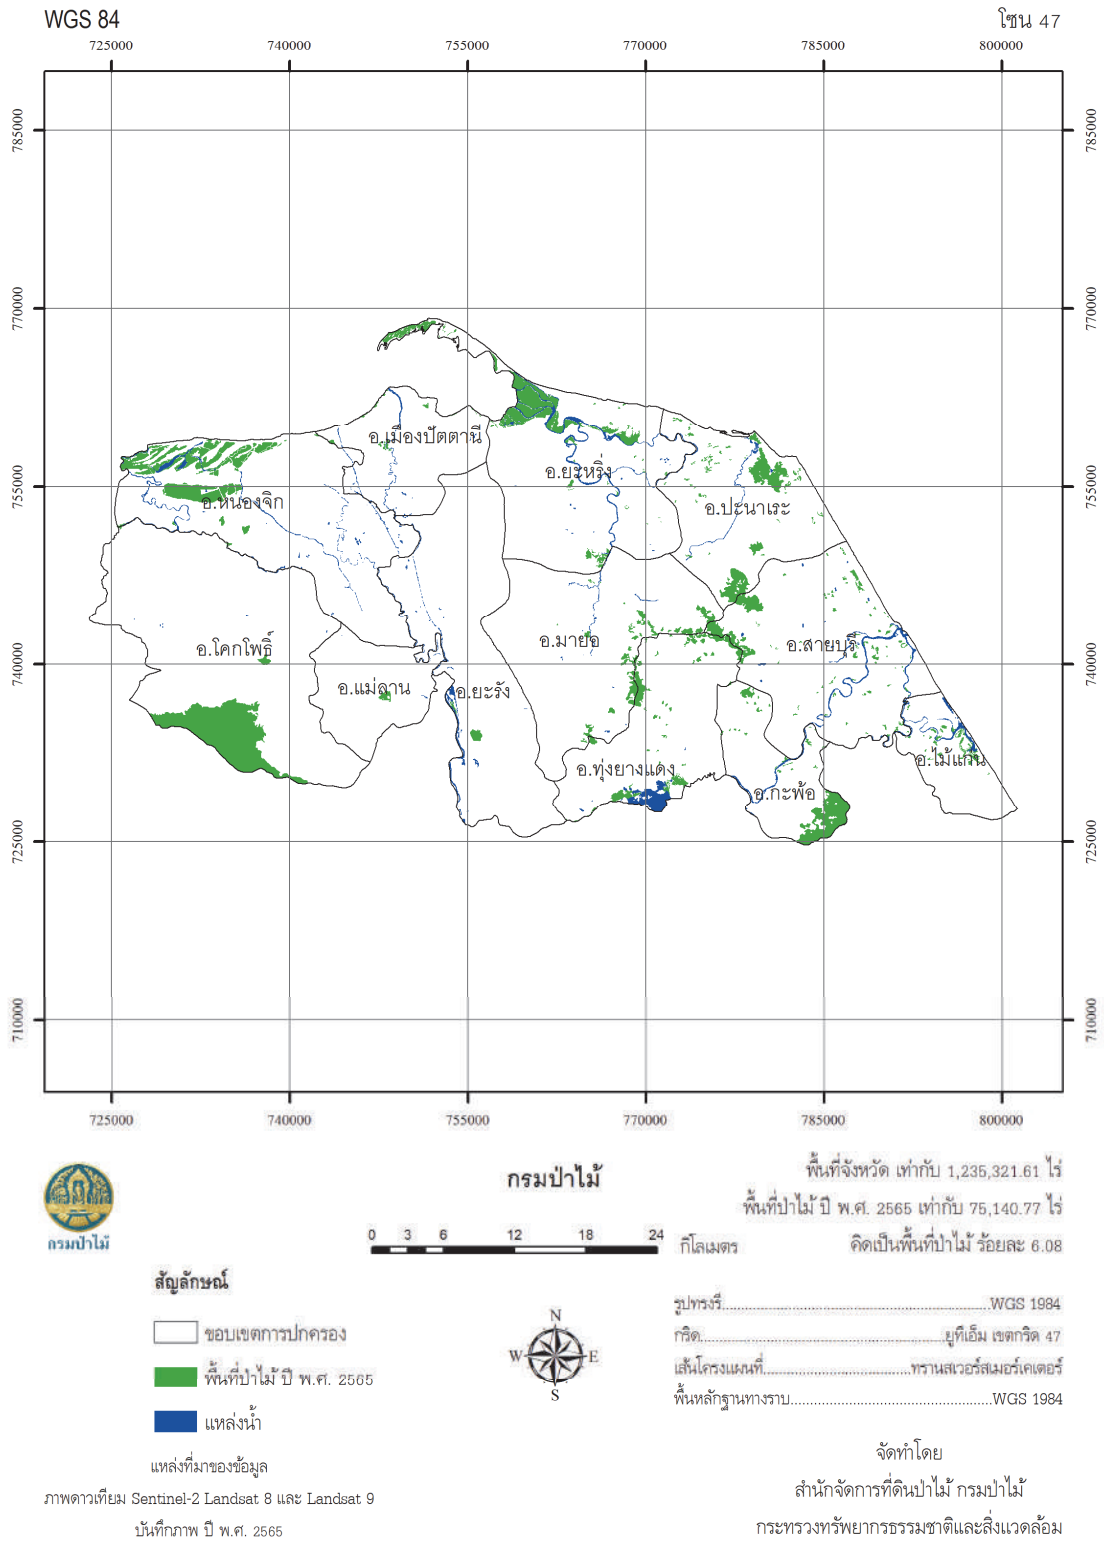 WGS 84
โซน 47
725000 740000 755000 770000 785000 800000
785000 785000
770000 770000
อ.เมืองปัตตานี
อ.ยะหริ่ง
755000 755000
อ.หนองจิก
อ.ปะนาเระ
อ.มายอ
อ.สายบุรี
อ.โคกโพธิ์
740000 740000
อ.แม่ลาน
อ.ยะรัง
อ.ไม้แก่น
อ.ทุ่งยางแดง
อ.กะพ้อ
725000 725000
710000 710000
725000 740000 755000 770000 785000 800000
กรมป่าไม้
กรมป่าไม้
0 3 6 12 18 24
กิโลเมตร
พื้นที่จังหวัด เท่ากับ 1,235,321.61 ไร่
พื้นที่ป่าไม้ ปี พ.ศ. 2565 เท่ากับ 75,140.77 ไร่
คิดเป็นพื้นที่ป่าไม้ ร้อยละ 6.08
สัญลักษณ์
ขอบเขตการปกครอง
พื้นที่ป่าไม้ ปี พ.ศ. 2565
แหล่งน้ำ
แหล่งที่มาของข้อมูล
ภาพดาวเทียม Sentinel-2 Landsat 8 และ Landsat 9
บันทึกภาพ ปี พ.ศ. 2565
N
W E
S
รูปทรงรี..........WGS 1984
กริด..........ยูทีเอ็ม เขตกริด 47
เส้นโครงแผนที่..........ทรานสเวอร์สเมอร์เคเตอร์
พื้นหลักฐานทางราบ..........WGS 1984
จัดทำโดย
สำนักจัดการที่ดินป่าไม้ กรมป่าไม้
กระทรวงทรัพยากรธรรมชาติและสิ่งแวดล้อม